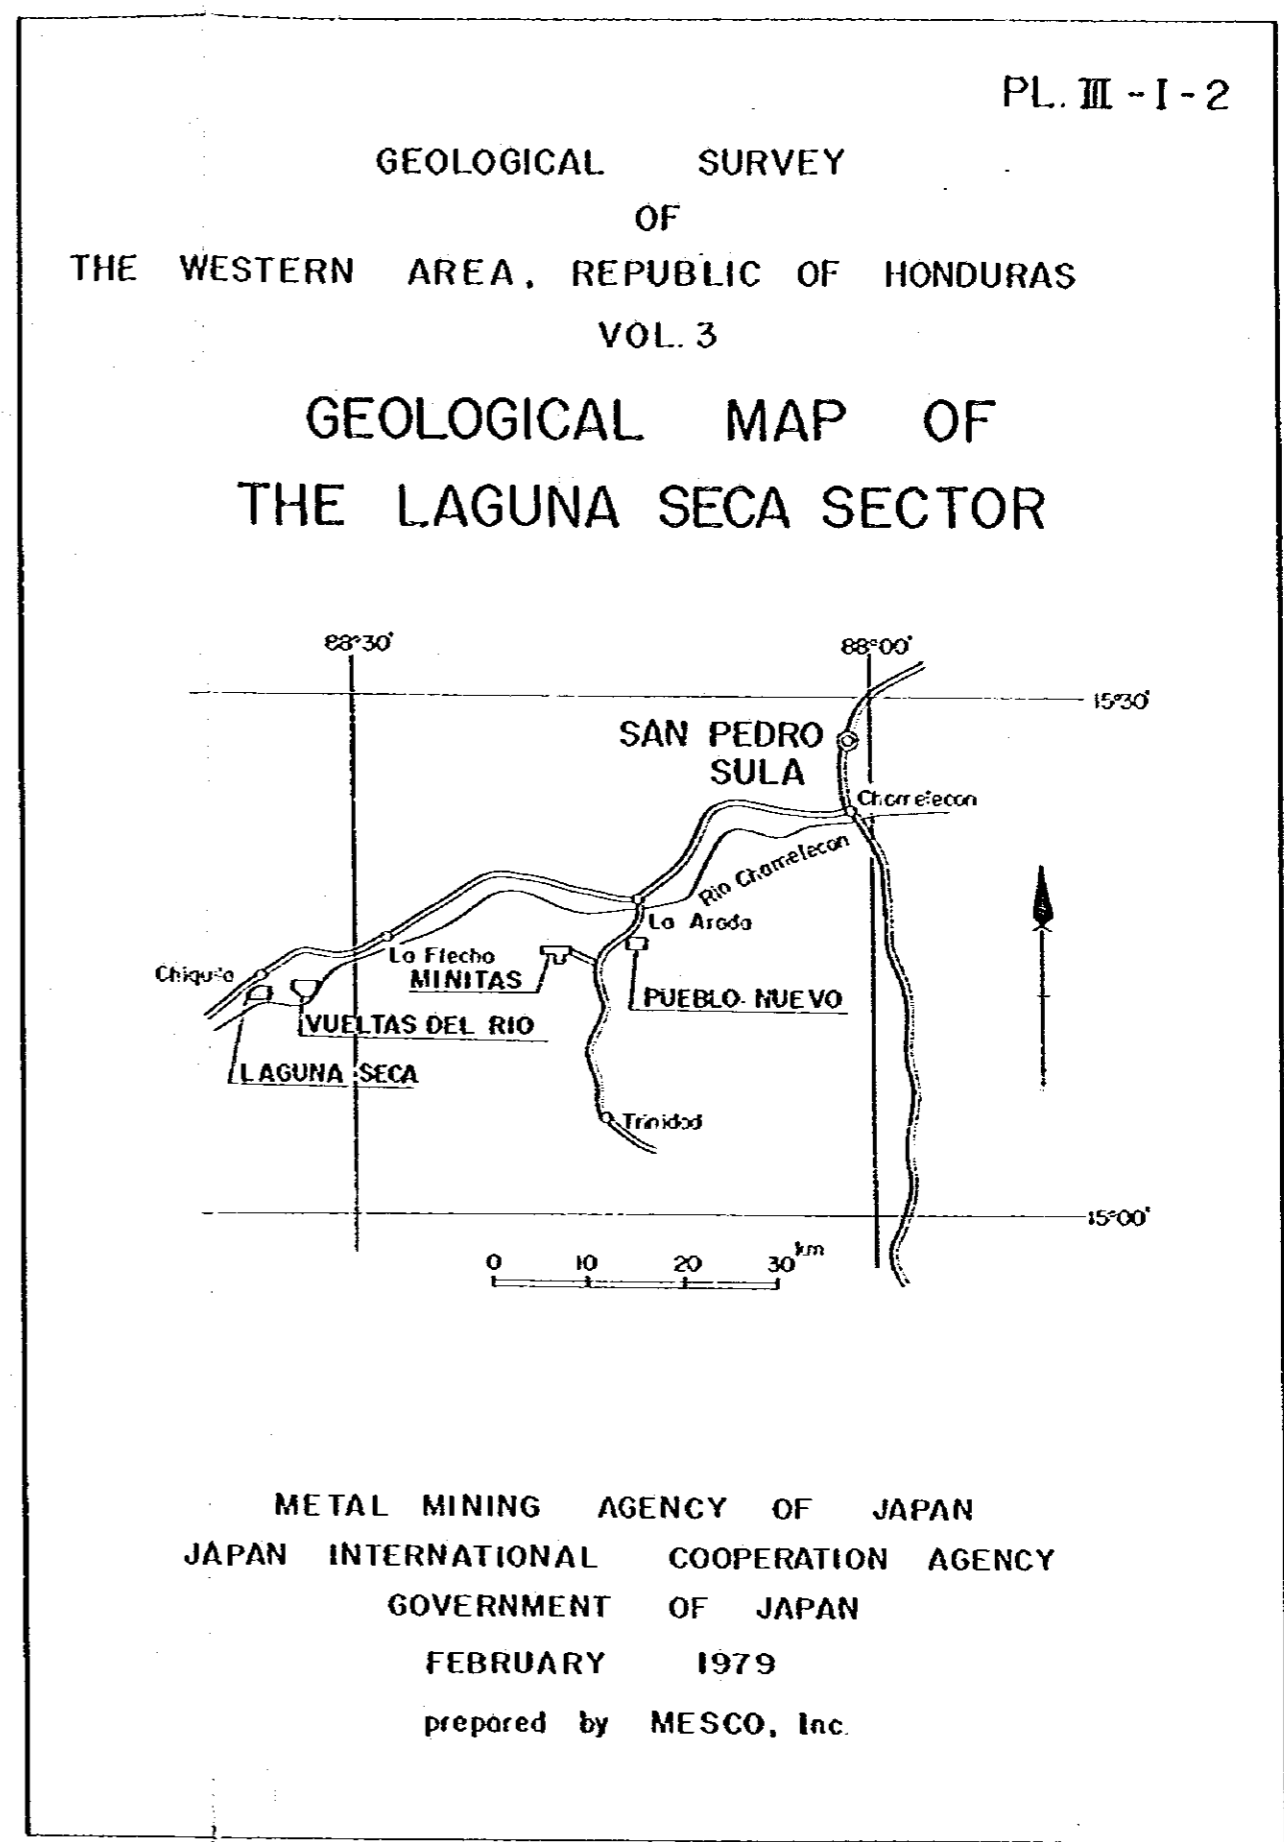 PL. III - I - 2
GEOLOGICAL SURVEY
OF
THE WESTERN AREA, REPUBLIC OF HONDURAS
VOL. 3
GEOLOGICAL MAP OF
THE LAGUNA SECA SECTOR
88°30' 88°00'
15°30'
SAN PEDRO
SULA
Chamelecon
Rio Chamelecon
La Arada
La Flecha
MINITAS
PUEBLO NUEVO
VUELTAS DEL RIO
LAGUNA SECA
Trinidad
15°00'
0 10 20 30 km
METAL MINING AGENCY OF JAPAN
JAPAN INTERNATIONAL COOPERATION AGENCY
GOVERNMENT OF JAPAN
FEBRUARY 1979
prepared by MESCO, Inc.